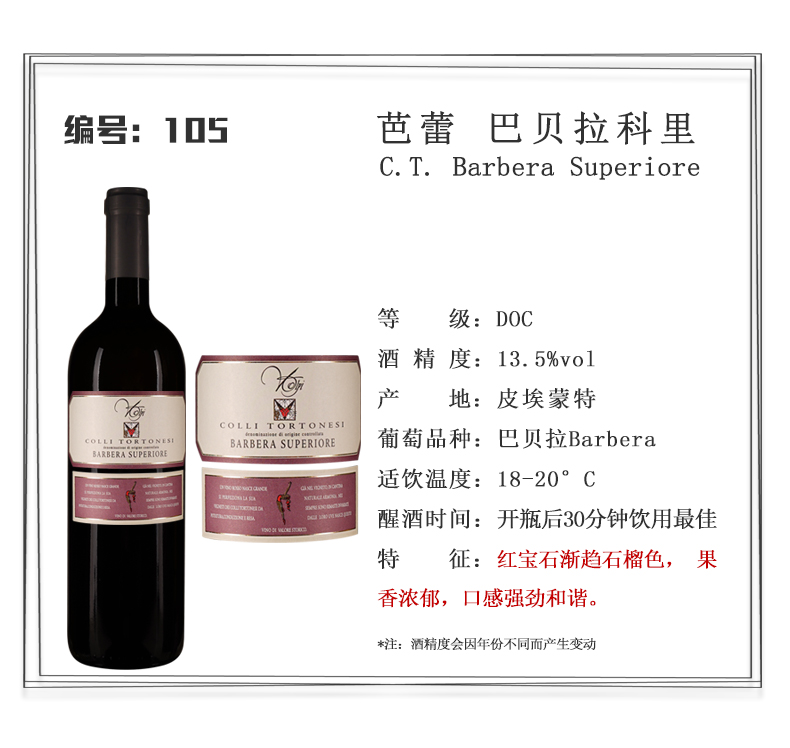 编号：105
芭蕾 巴贝拉科里
C.T. Barbera Superiore
等级：DOC
酒精度：13.5%vol
产地：皮埃蒙特
葡萄品种：巴贝拉Barbera
适饮温度：18-20°C
醒酒时间：开瓶后30分钟饮用最佳
特征：红宝石渐趋石榴色， 果
香浓郁，口感强劲和谐。
*注：酒精度会因年份不同而产生变动
COLLI TORTONESI
denominazione di origine controllata
BARBERA SUPERIORE
COLLI TORTONESI
denominazione di origine controllata
BARBERA SUPERIORE